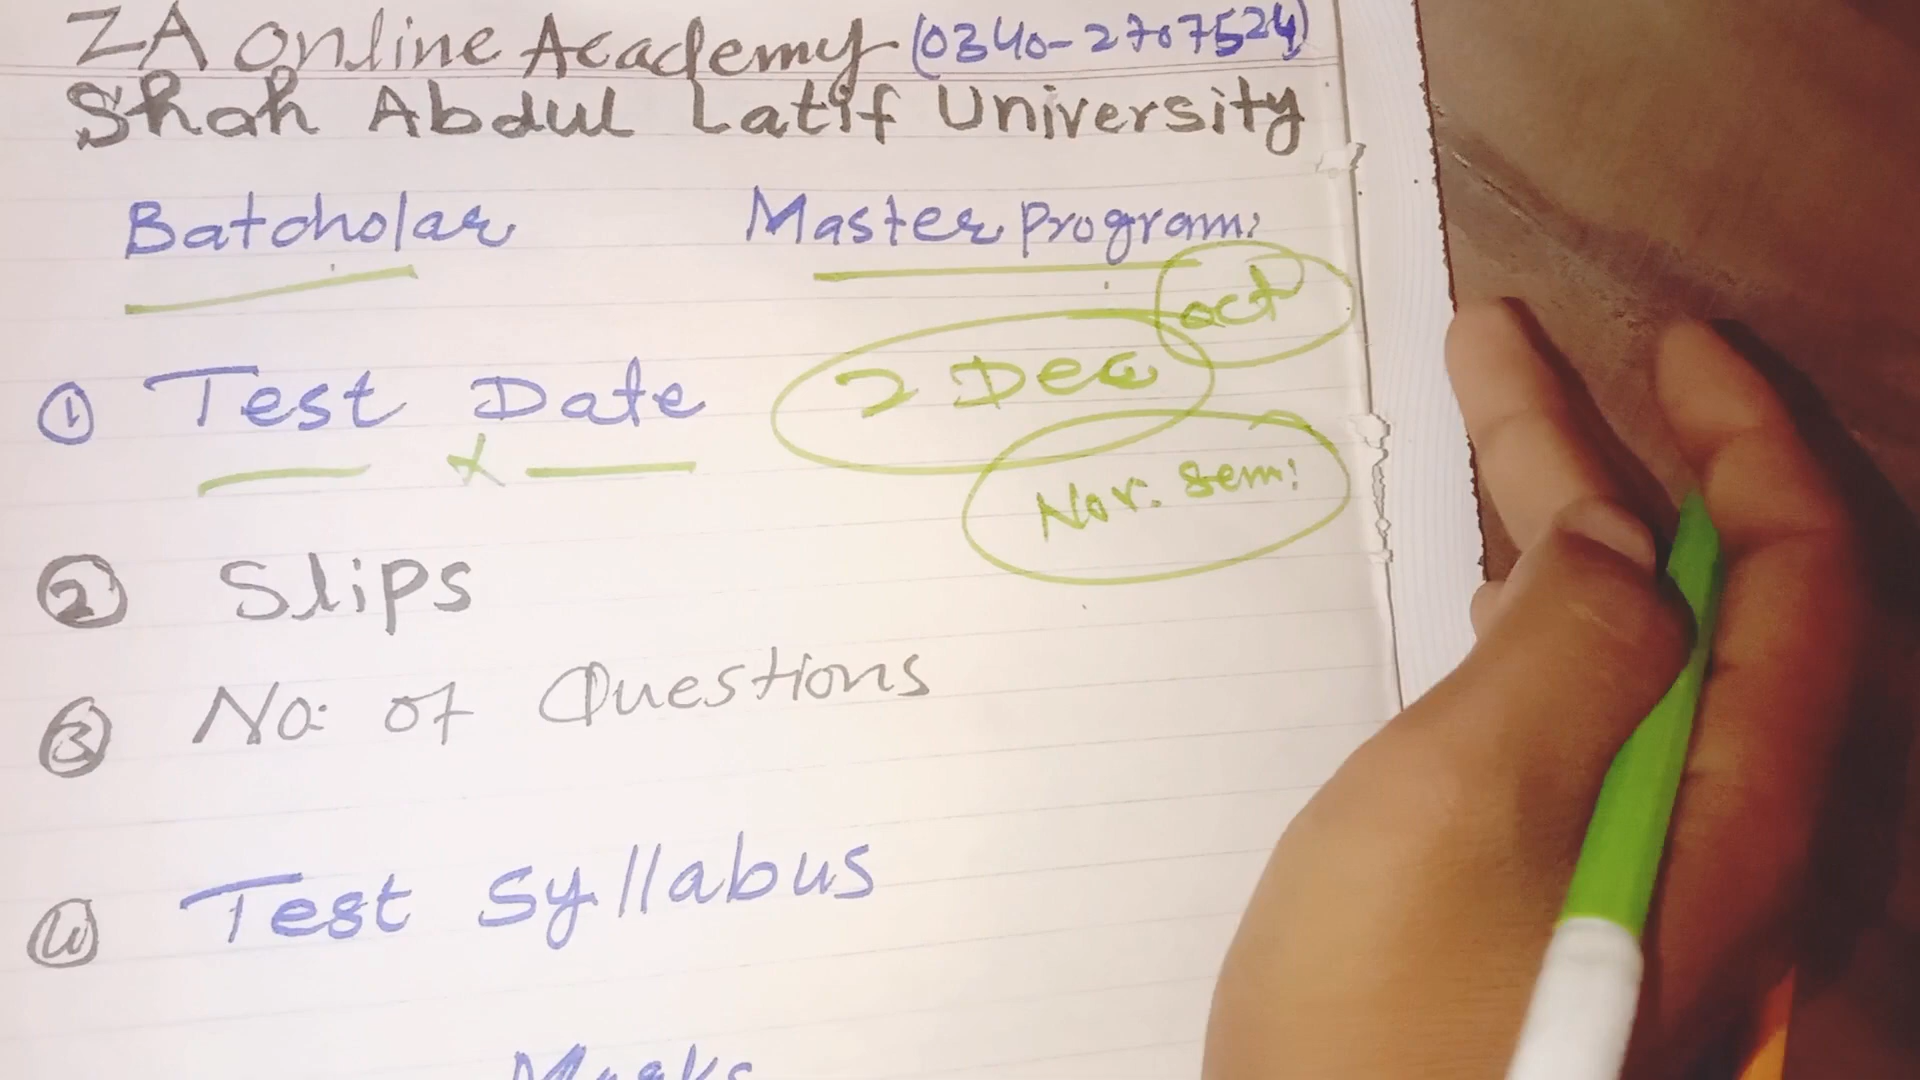 ZA Online Academy (0340-2707524)
Shah Abdul Latif University
Batcholar Master Program:
oct
① Test Date 2 Dec
Nov. Sem:
② Slips
③ No: of Questions
④ Test Syllabus
Marks